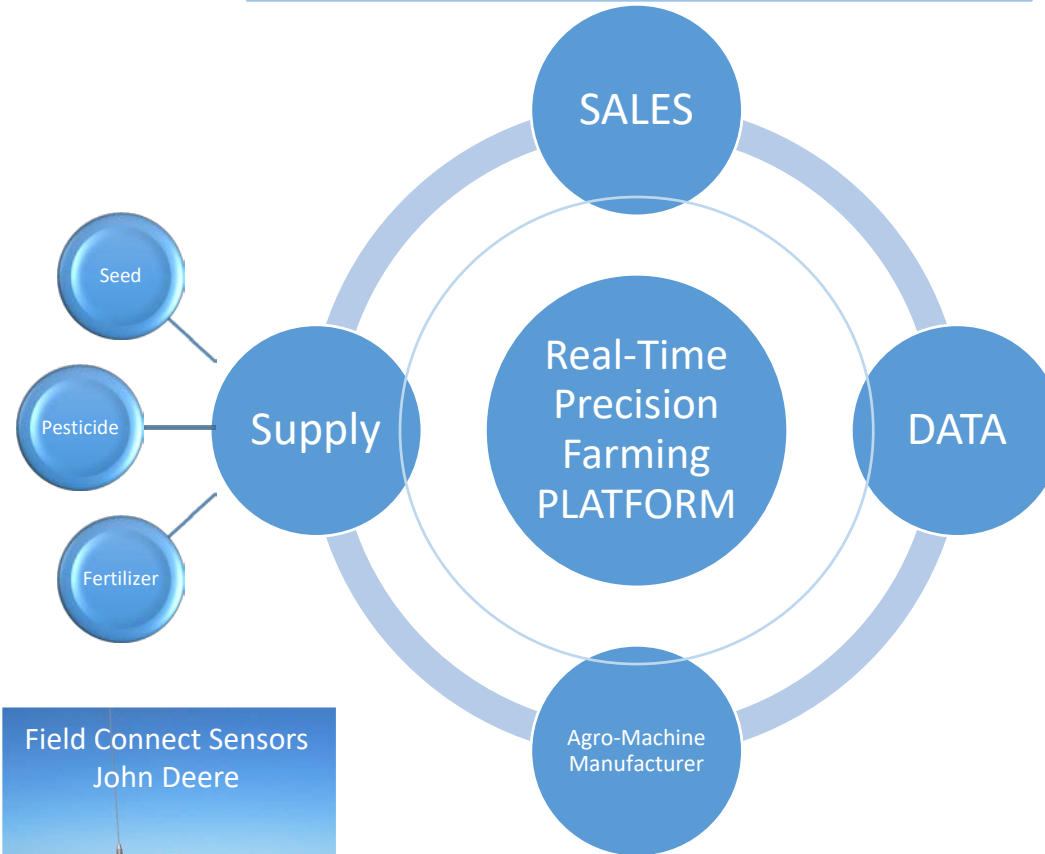 SALES
Seed
Pesticide
Fertilizer
Supply
Real-Time
Precision
Farming
PLATFORM
DATA
Agro-Machine
Manufacturer
Field Connect Sensors
John Deere